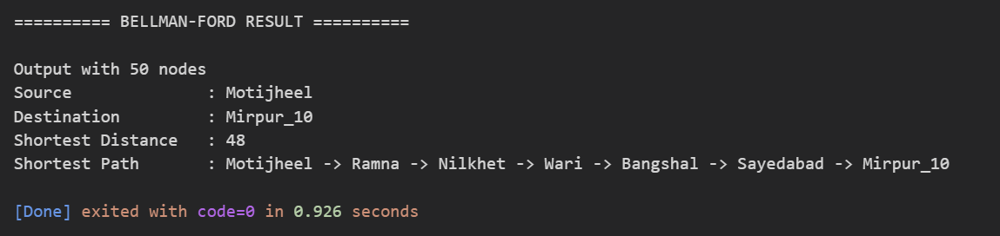 ========== BELLMAN-FORD RESULT ==========
Output with 50 nodes
Source : Motijheel
Destination : Mirpur_10
Shortest Distance : 48
Shortest Path : Motijheel -> Ramna -> Nilkhet -> Wari -> Bangshal -> Sayedabad -> Mirpur_10
[Done] exited with code=0 in 0.926 seconds